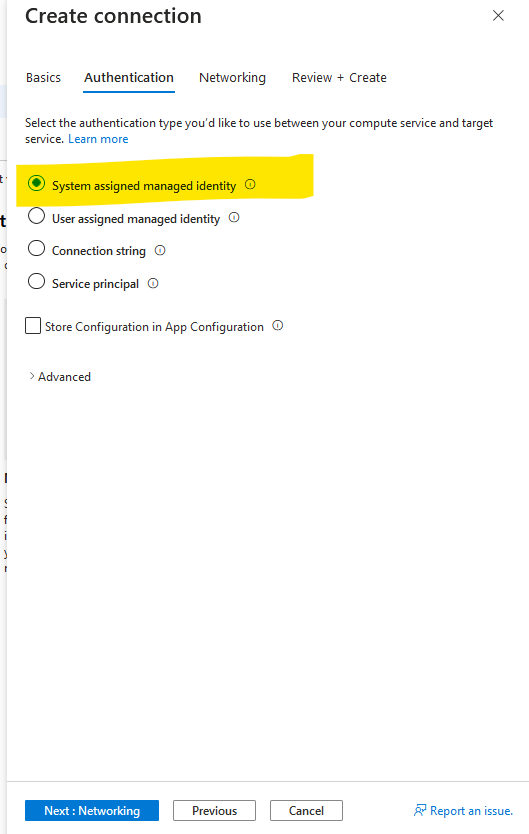 Create connection
Basics
Authentication
Networking
Review + Create
Select the authentication type you'd like to use between your compute service and target
service. Learn more
System assigned managed identity
User assigned managed identity
Connection string
Service principal
Store Configuration in App Configuration
Advanced
Next : Networking
Previous
Cancel
Report an issue.